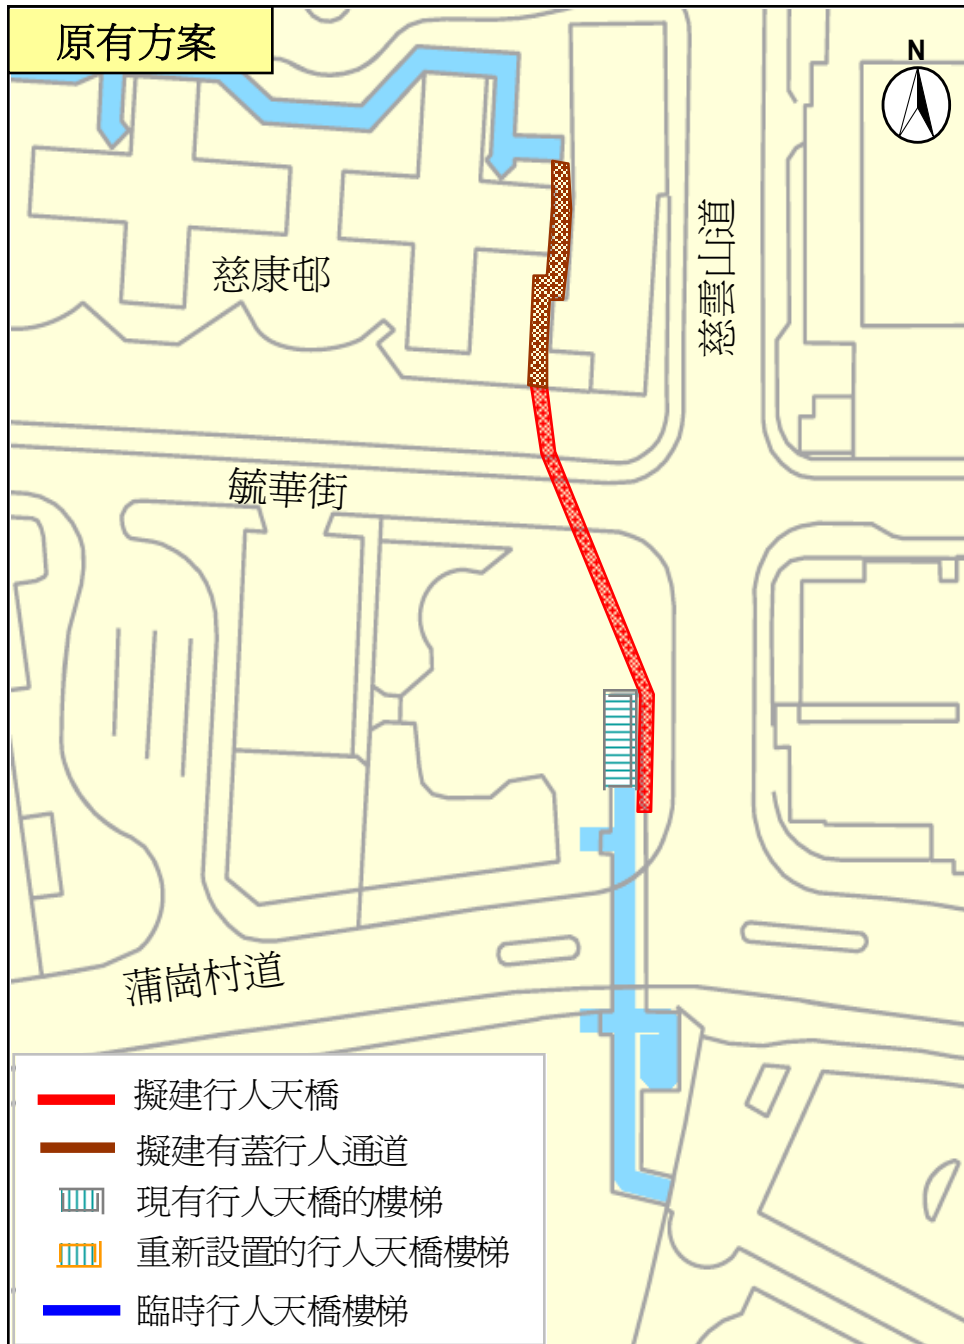 原有方案
N
慈雲山道
慈康邨
毓華街
蒲崗村道
擬建行人天橋
擬建有蓋行人通道
現有行人天橋的樓梯
重新設置的行人天橋樓梯
臨時行人天橋樓梯